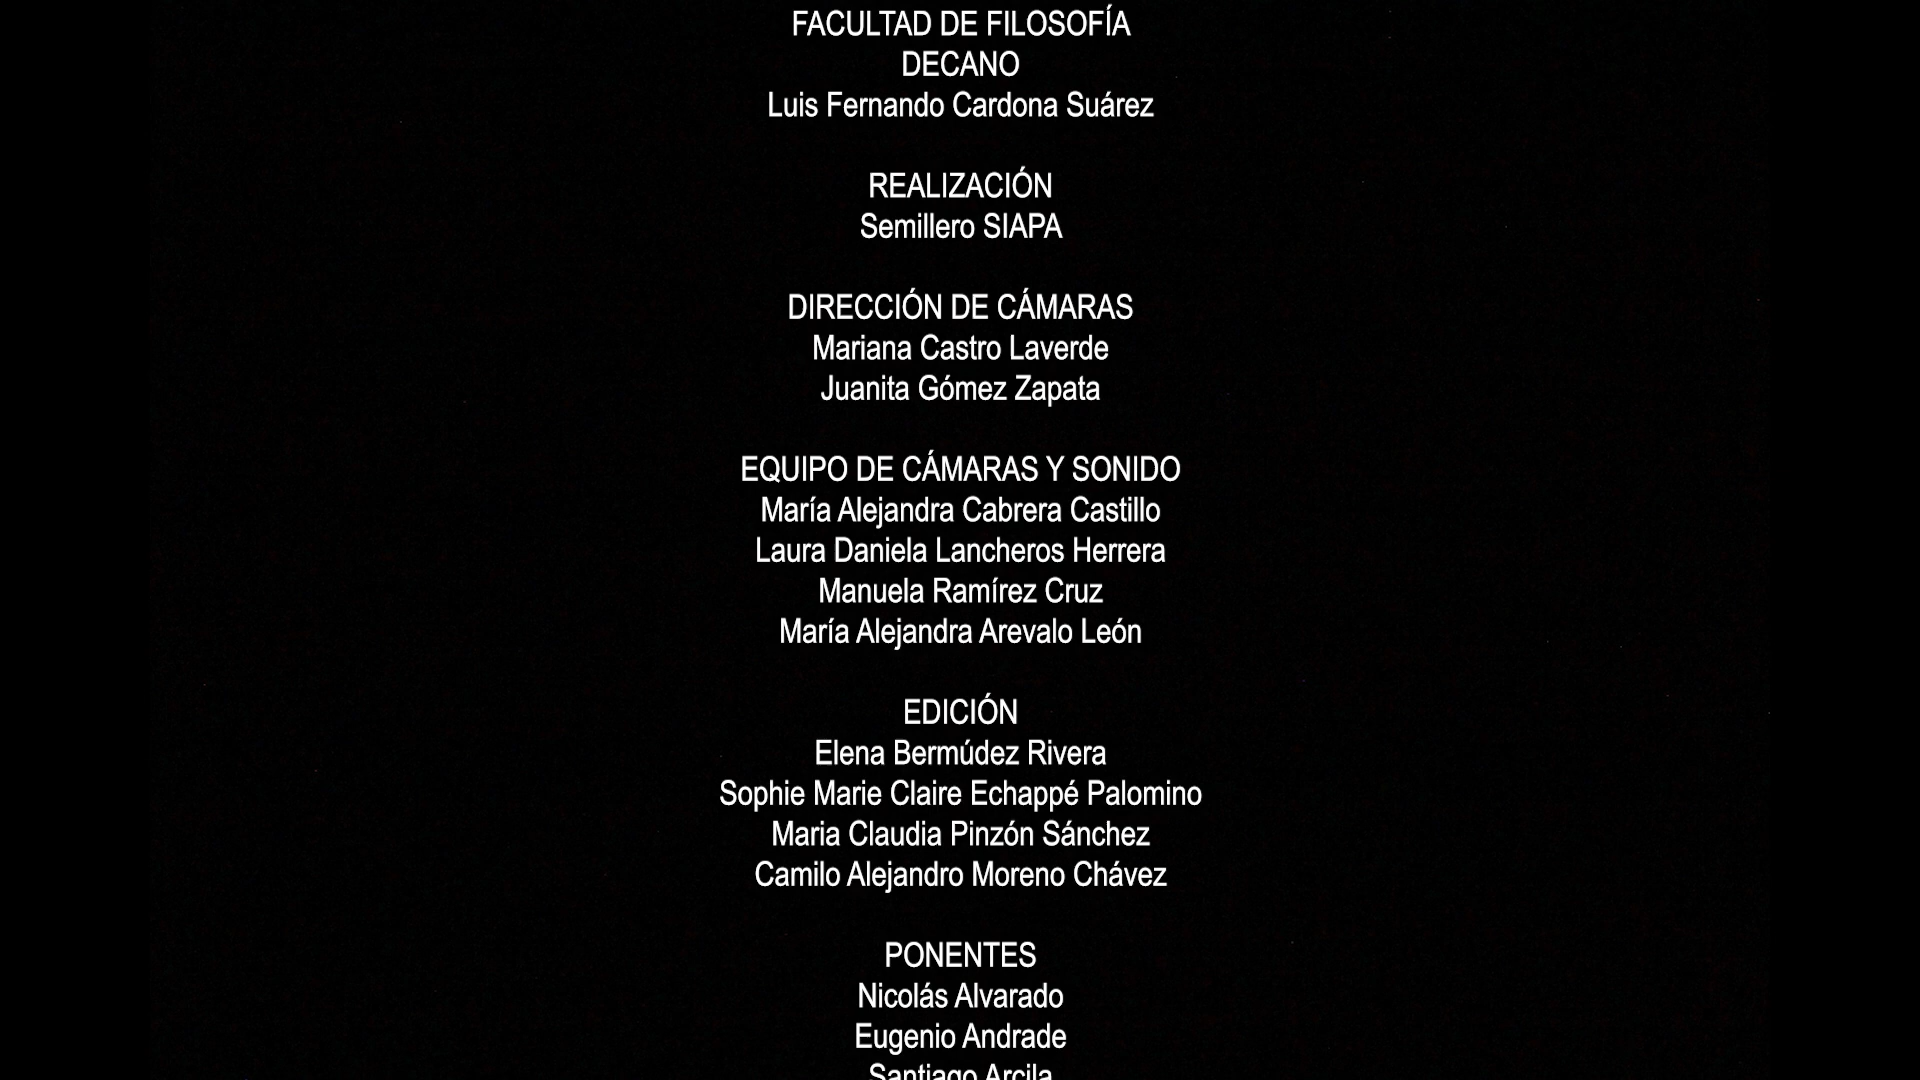 FACULTAD DE FILOSOFÍA
DECANO
Luis Fernando Cardona Suárez
REALIZACIÓN
Semillero SIAPA
DIRECCIÓN DE CÁMARAS
Mariana Castro Laverde
Juanita Gómez Zapata
EQUIPO DE CÁMARAS Y SONIDO
María Alejandra Cabrera Castillo
Laura Daniela Lancheros Herrera
Manuela Ramírez Cruz
María Alejandra Arevalo León
EDICIÓN
Elena Bermúdez Rivera
Sophie Marie Claire Echappé Palomino
Maria Claudia Pinzón Sánchez
Camilo Alejandro Moreno Chávez
PONENTES
Nicolás Alvarado
Eugenio Andrade
Santiago Arcila